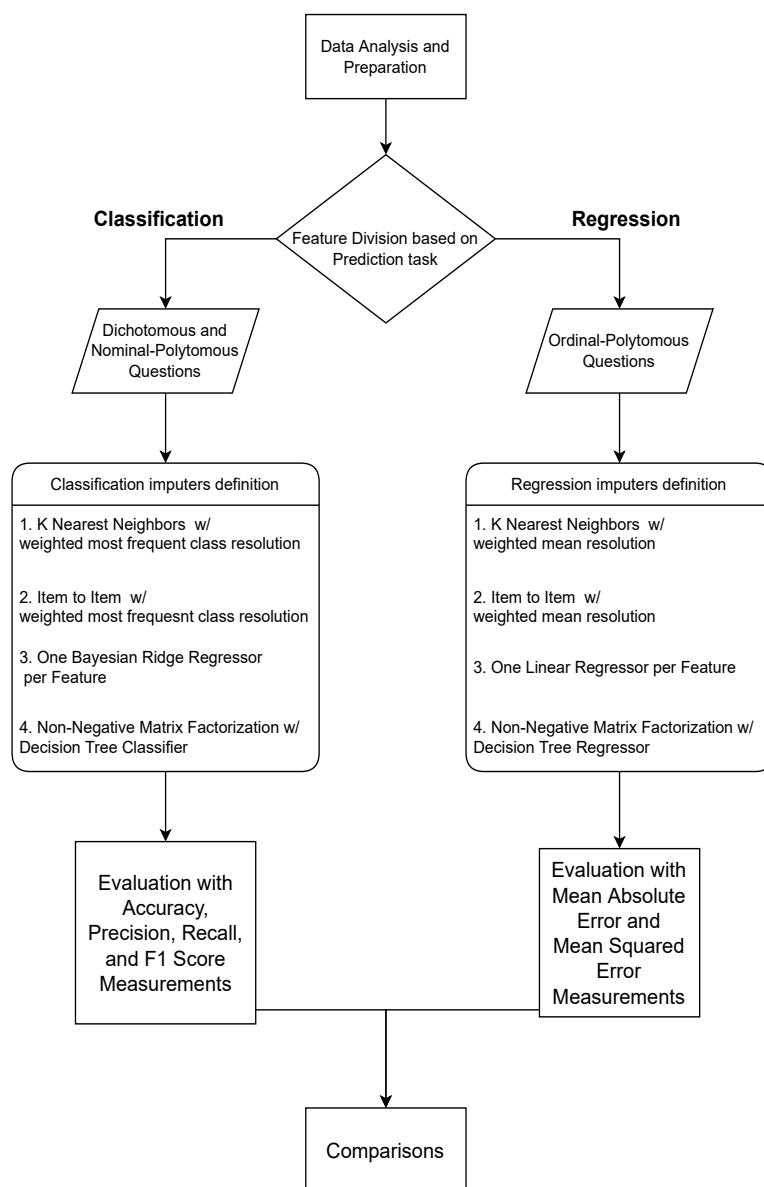 Data Analysis and
Preparation
Classification
Regression
Feature Division based on
Prediction task
Dichotomous and
Nominal-Polytomous
Questions
Ordinal-Polytomous
Questions
Classification imputers definition
1. K Nearest Neighbors w/
weighted most frequent class resolution
2. Item to Item w/
weighted most frequesnt class resolution
3. One Bayesian Ridge Regressor
per Feature
4. Non-Negative Matrix Factorization w/
Decision Tree Classifier
Regression imputers definition
1. K Nearest Neighbors w/
weighted mean resolution
2. Item to Item w/
weighted mean resolution
3. One Linear Regressor per Feature
4. Non-Negative Matrix Factorization w/
Decision Tree Regressor
Evaluation with
Accuracy,
Precision, Recall,
and F1 Score
Measurements
Evaluation with
Mean Absolute
Error and
Mean Squared
Error
Measurements
Comparisons